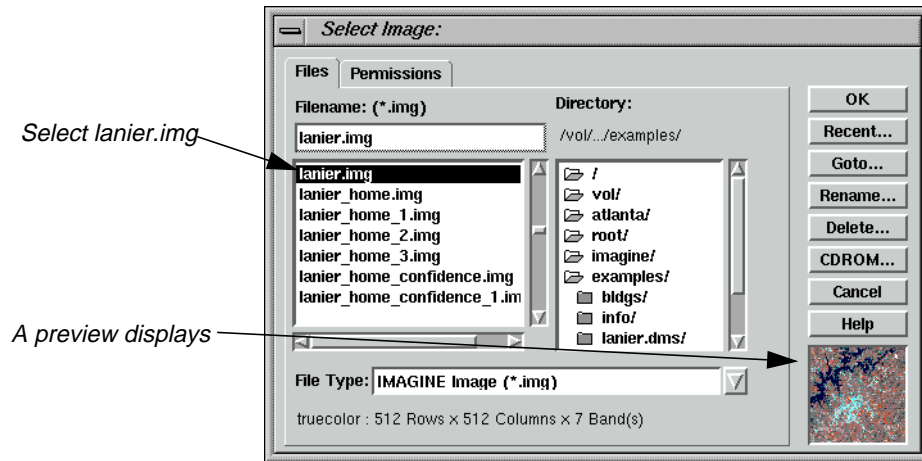 Select Image:
Files
Permissions
Filename: (*.img)
Directory:
lanier.img
/vol/.../examples/
Select lanier.img
lanier.img
lanier_home.img
lanier_home_1.img
lanier_home_2.img
lanier_home_3.img
lanier_home_confidence.img
lanier_home_confidence_1.im
/
vol/
atlanta/
root/
imagine/
examples/
bldgs/
info/
lanier.dms/
OK
Recent...
Goto...
Rename...
Delete...
CDROM...
Cancel
Help
A preview displays
File Type: IMAGINE Image (*.img)
truecolor : 512 Rows x 512 Columns x 7 Band(s)